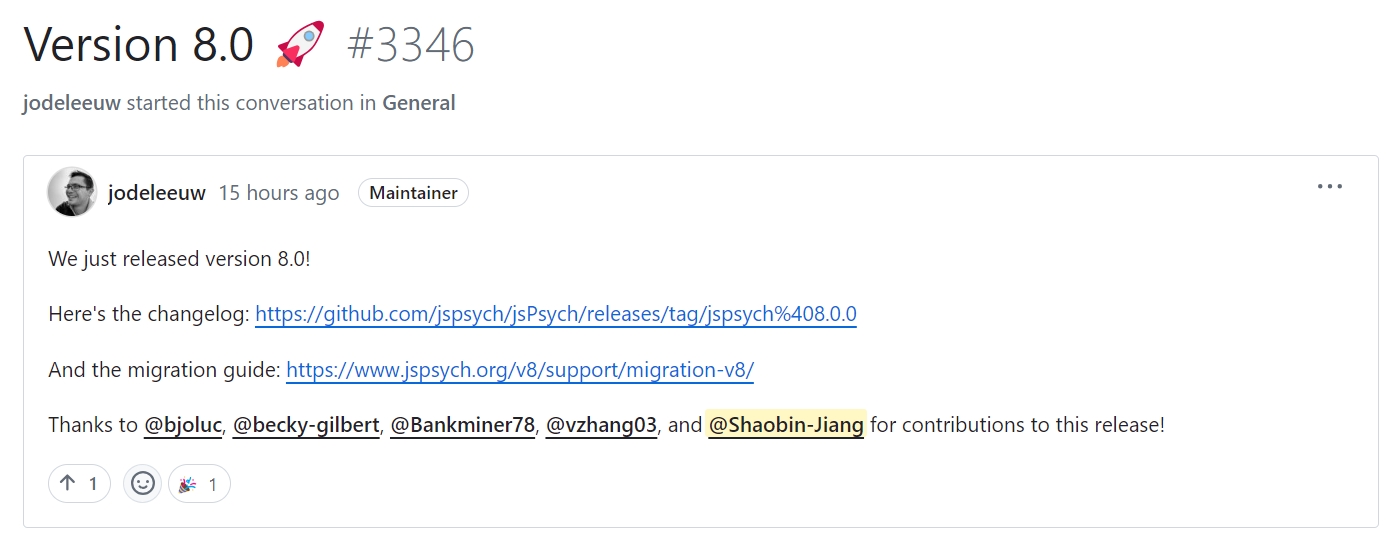 Version 8.0 🚀 #3346
jodeleeuw started this conversation in General
jodeleeuw 15 hours ago Maintainer
We just released version 8.0!
Here's the changelog: https://github.com/jspsych/jsPsych/releases/tag/jspsych%408.0.0
And the migration guide: https://www.jspsych.org/v8/support/migration-v8/
Thanks to @bjoluc, @becky-gilbert, @Bankminer78, @vzhang03, and @Shaobin-Jiang for contributions to this release!
↑ 1 🎉 1